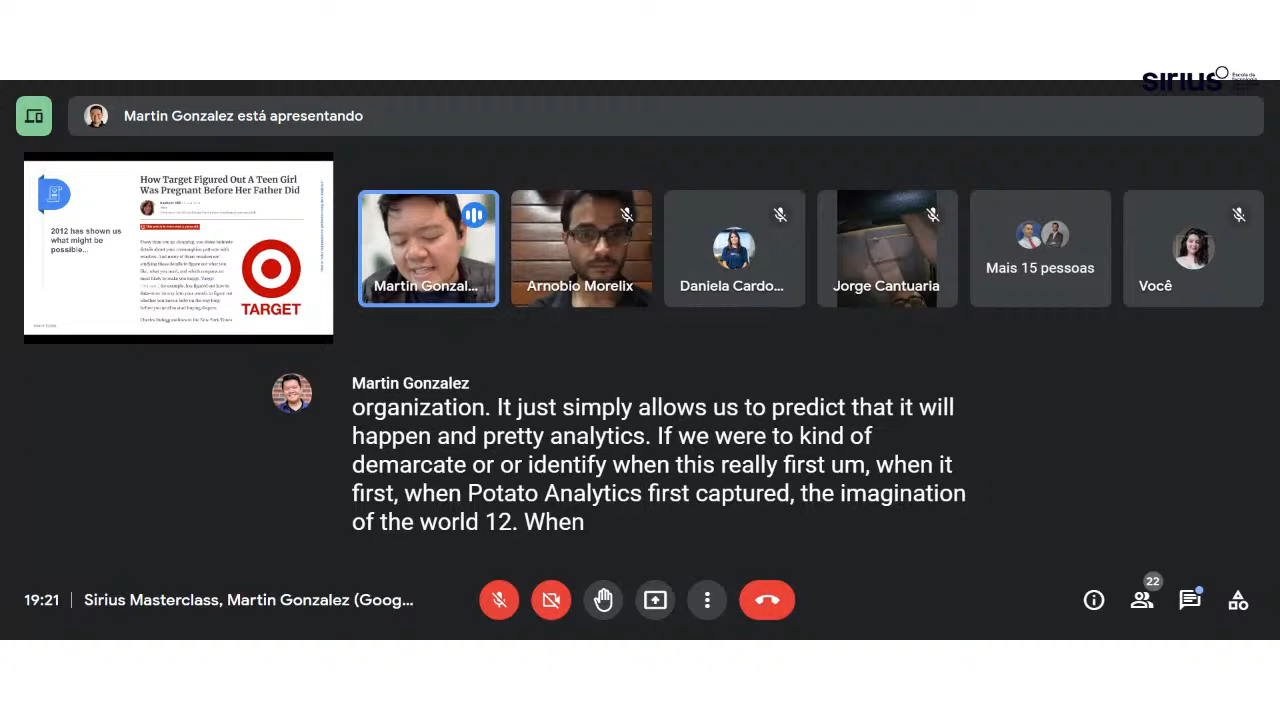 sirius
Escola de
Tecnologia
Martin Gonzalez está apresentando
How Target Figured Out A Teen Girl
Was Pregnant Before Her Father Did
2012 has shown us
what might be
possible...
TARGET
Martin Gonzal...
Arnobio Morelix
Daniela Cardo...
Jorge Cantuaria
Mais 15 pessoas
Você
Martin Gonzalez
organization. It just simply allows us to predict that it will
happen and pretty analytics. If we were to kind of
demarcate or or identify when this really first um, when it
first, when Potato Analytics first captured, the imagination
of the world 12. When
19:21
Sirius Masterclass, Martin Gonzalez (Goog...
22